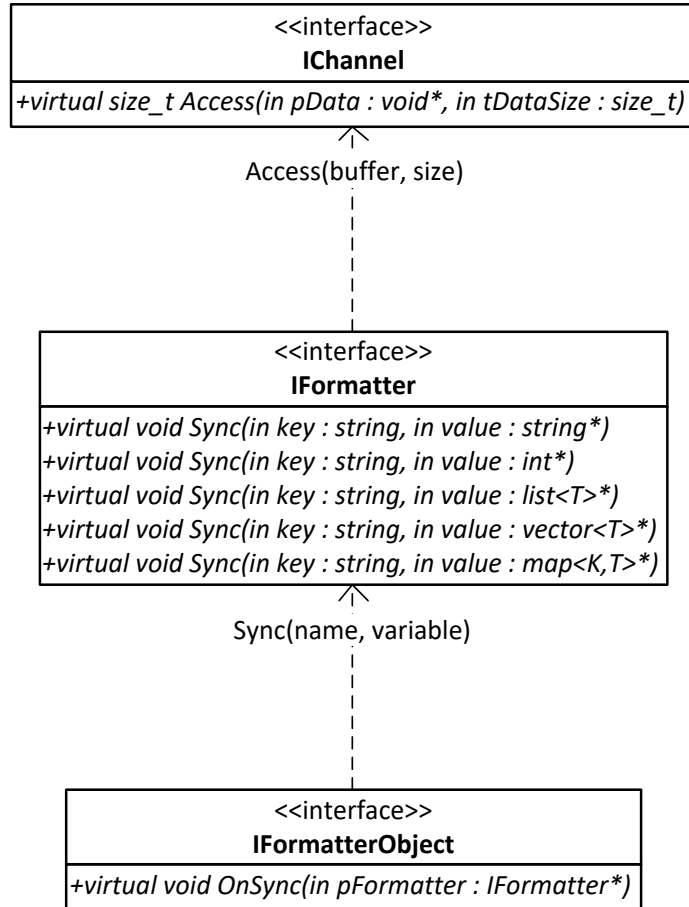 <<interface>>
IChannel
+virtual size_t Access(in pData : void*, in tDataSize : size_t)
Access(buffer, size)
<<interface>>
IFormatter
+virtual void Sync(in key : string, in value : string*)
+virtual void Sync(in key : string, in value : int*)
+virtual void Sync(in key : string, in value : list<T>*)
+virtual void Sync(in key : string, in value : vector<T>*)
+virtual void Sync(in key : string, in value : map<K,T>*)
Sync(name, variable)
<<interface>>
IFormatterObject
+virtual void OnSync(in pFormatter : IFormatter*)